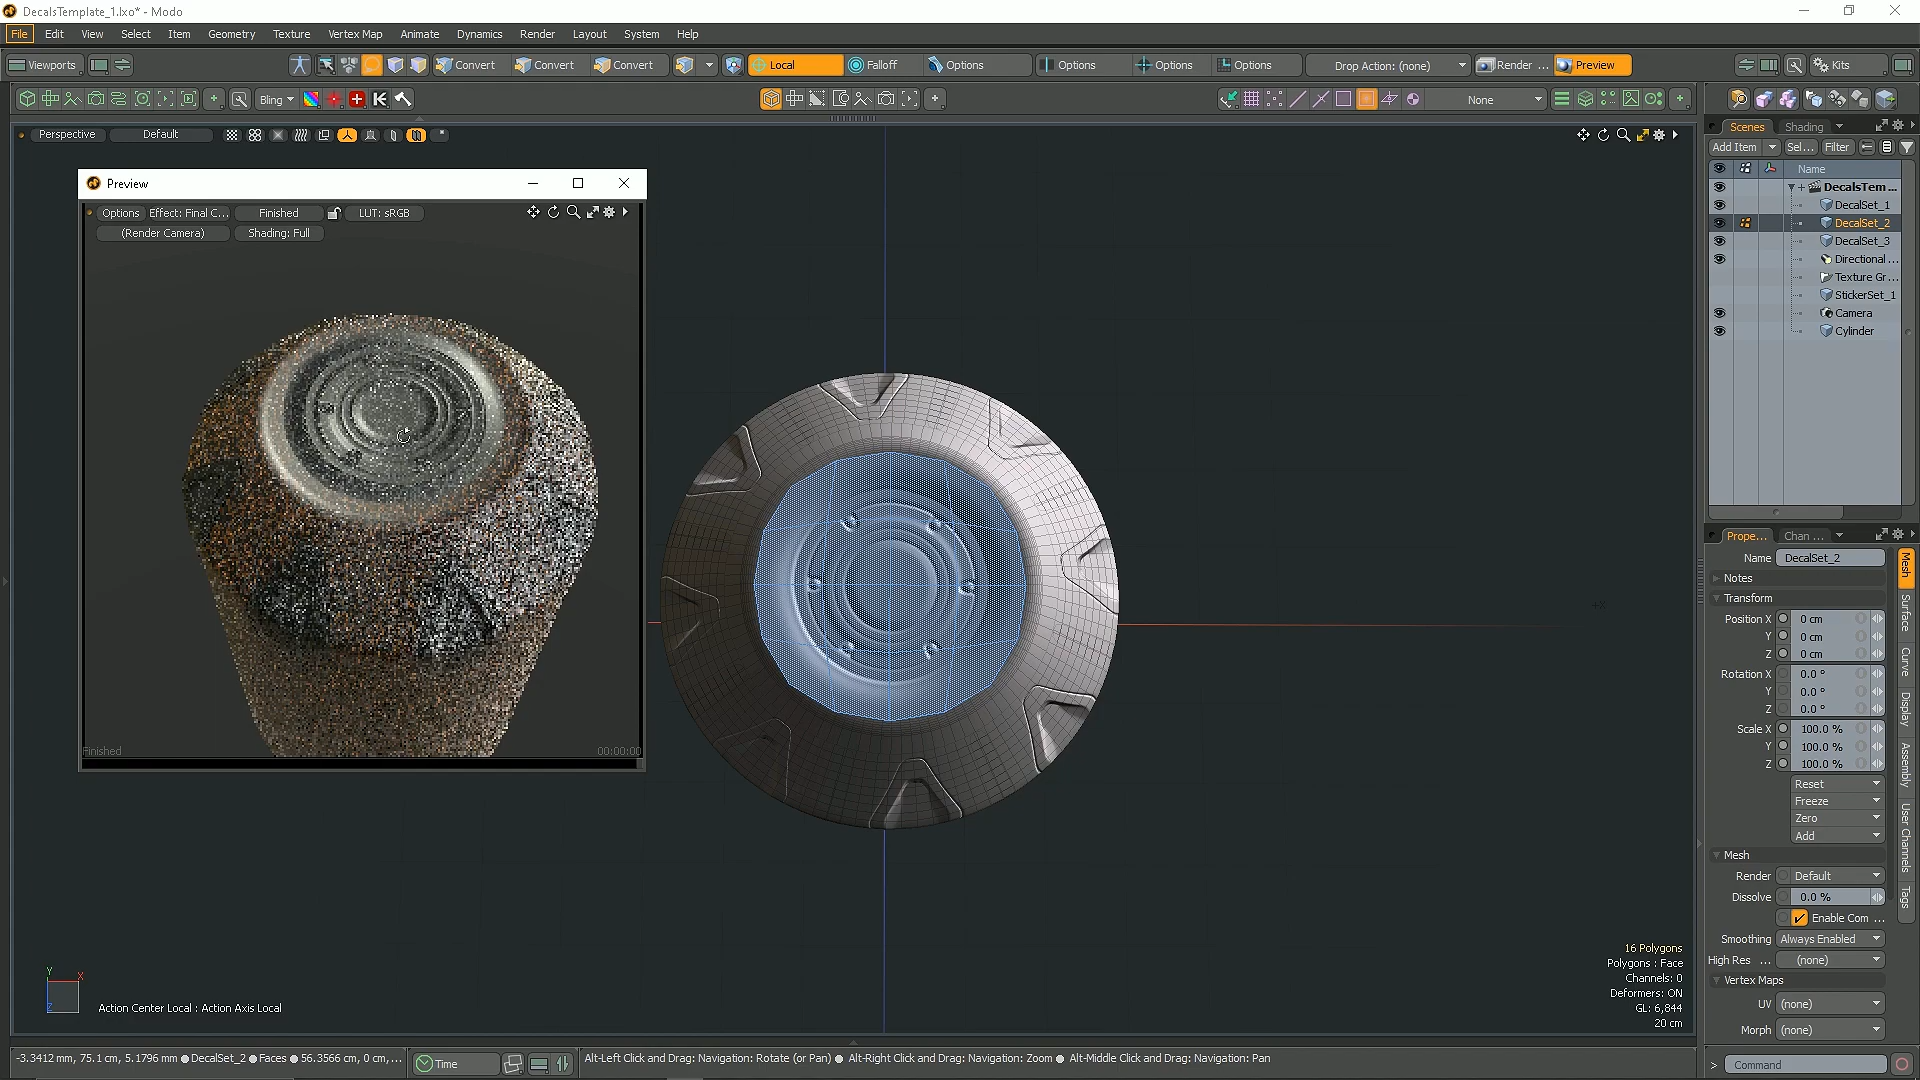 DecalsTemplate_1.lxo* - Modo
File Edit View Select Item Geometry Texture Vertex Map Animate Dynamics Render Layout System Help
Viewports Convert Convert Convert Local Falloff Options Options Options Options Drop Action: (none) Render ... Preview Kits
Bling None
Perspective Default
Scenes Shading
Add Item Sel... Filter
Name
DecalsTem ...
DecalSet_1
DecalSet_2
DecalSet_3
Directional ...
Texture Gr...
StickerSet_1
Camera
Cylinder
Preview
Options Effect: Final C... Finished LUT: sRGB
(Render Camera) Shading: Full
Finished 00:00:00
+X
Prope... Chan ...
Name DecalSet_2
Notes
Transform
Position X 0 cm
Y 0 cm
Z 0 cm
Rotation X 0.0 °
Y 0.0 °
Z 0.0 °
Scale X 100.0 %
Y 100.0 %
Z 100.0 %
Reset
Freeze
Zero
Add
Mesh
Render Default
Dissolve 0.0 %
Enable Com ...
Smoothing Always Enabled
High Res ... (none)
Vertex Maps
UV (none)
Morph (none)
Mesh
Surface
Curve
Display
Assembly
User Channels
Tags
16 Polygons
Polygons : Face
Channels: 0
Deformers: ON
GL: 6,844
20 cm
Y X
Z
Action Center Local : Action Axis Local
-3.3412 mm, 75.1 cm, 5.1796 mm DecalSet_2 Faces 56.3566 cm, 0 cm,... Time Alt-Left Click and Drag: Navigation: Rotate (or Pan) Alt-Right Click and Drag: Navigation: Zoom Alt-Middle Click and Drag: Navigation: Pan > Command